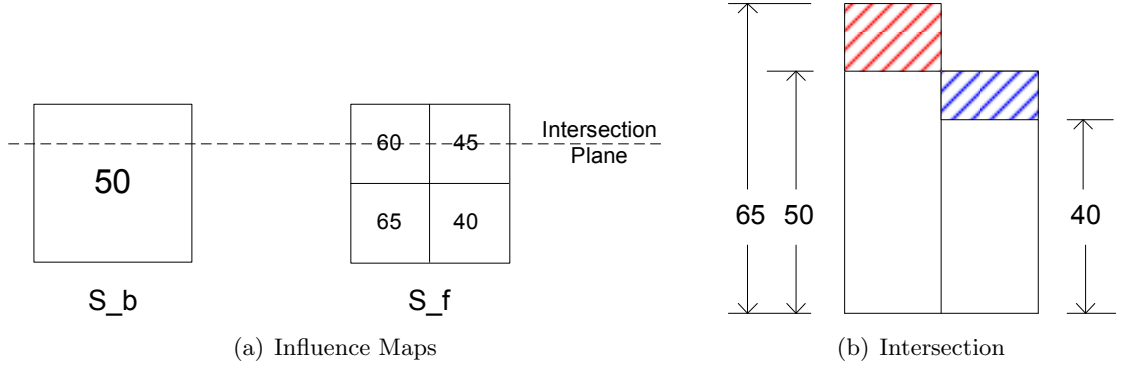 50
60 45
65 40
Intersection
Plane
S_b
S_f
(a) Influence Maps
65
50
40
(b) Intersection